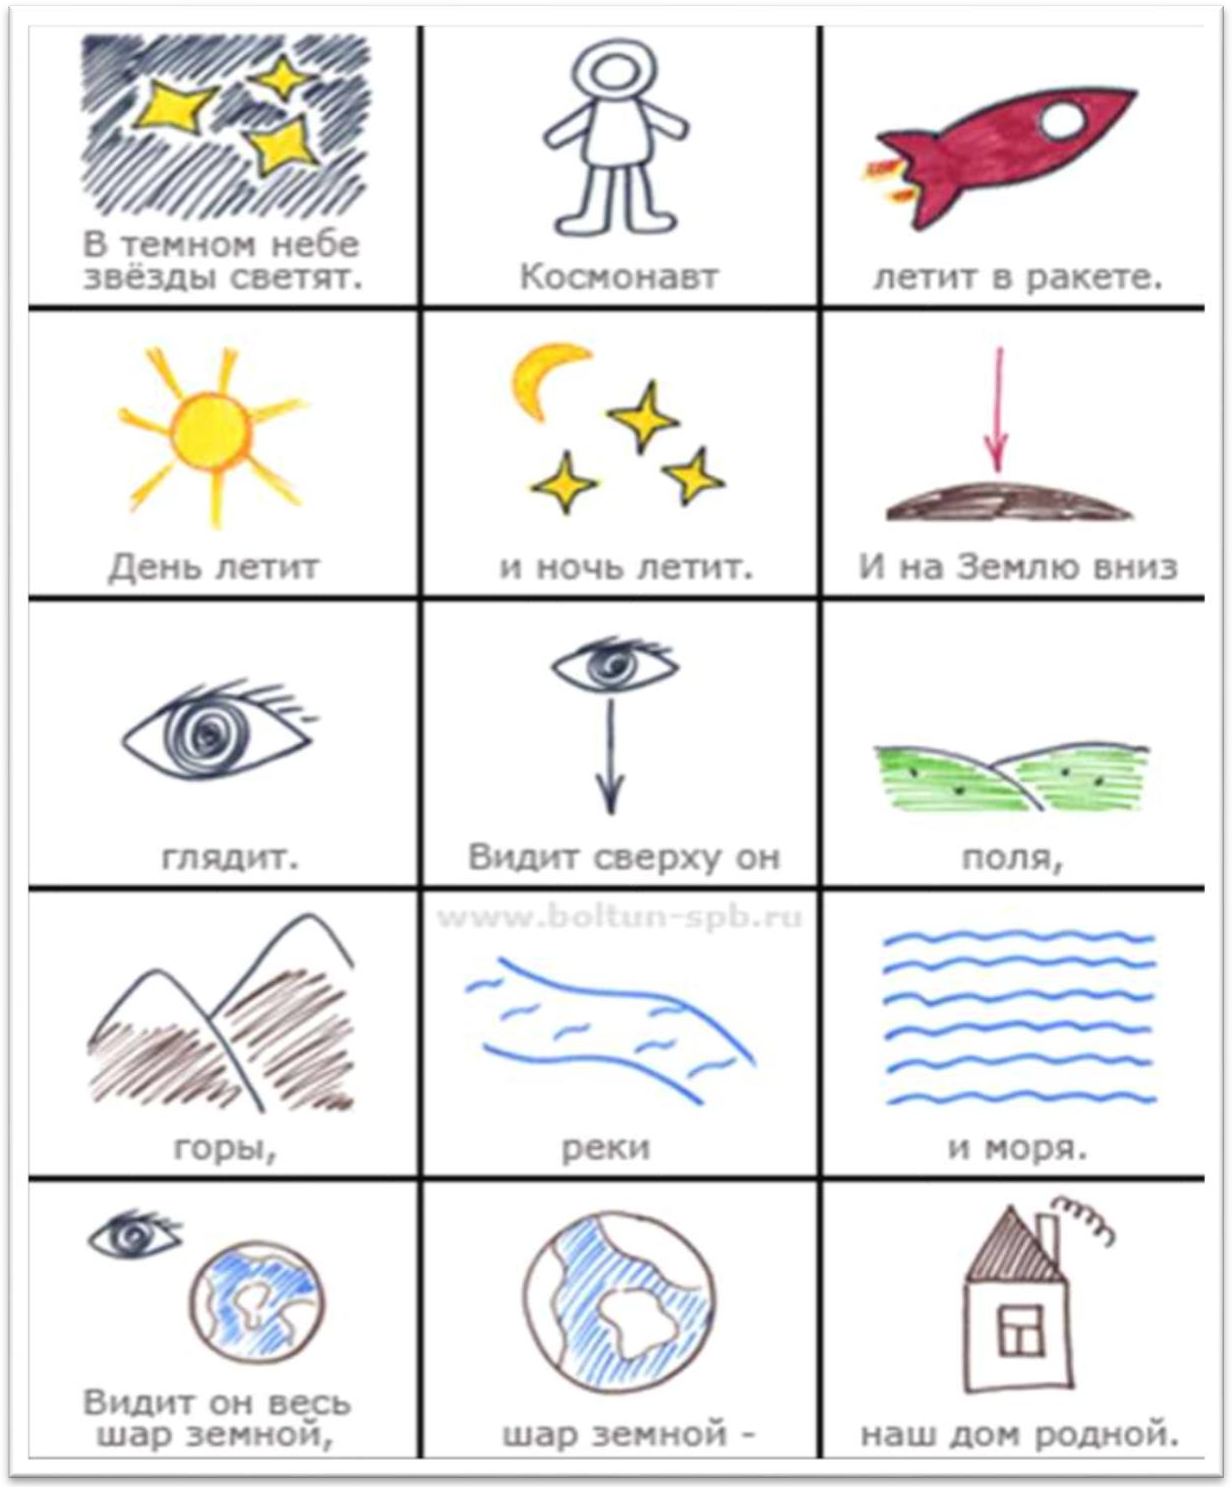 В темном небе
звёзды светят.
Космонавт
летит в ракете.
День летит
и ночь летит.
И на Землю вниз
глядит.
Видит сверху он
поля,
www.boltun-spb.ru
горы,
реки
и моря.
Видит он весь
шар земной,
шар земной -
наш дом родной.